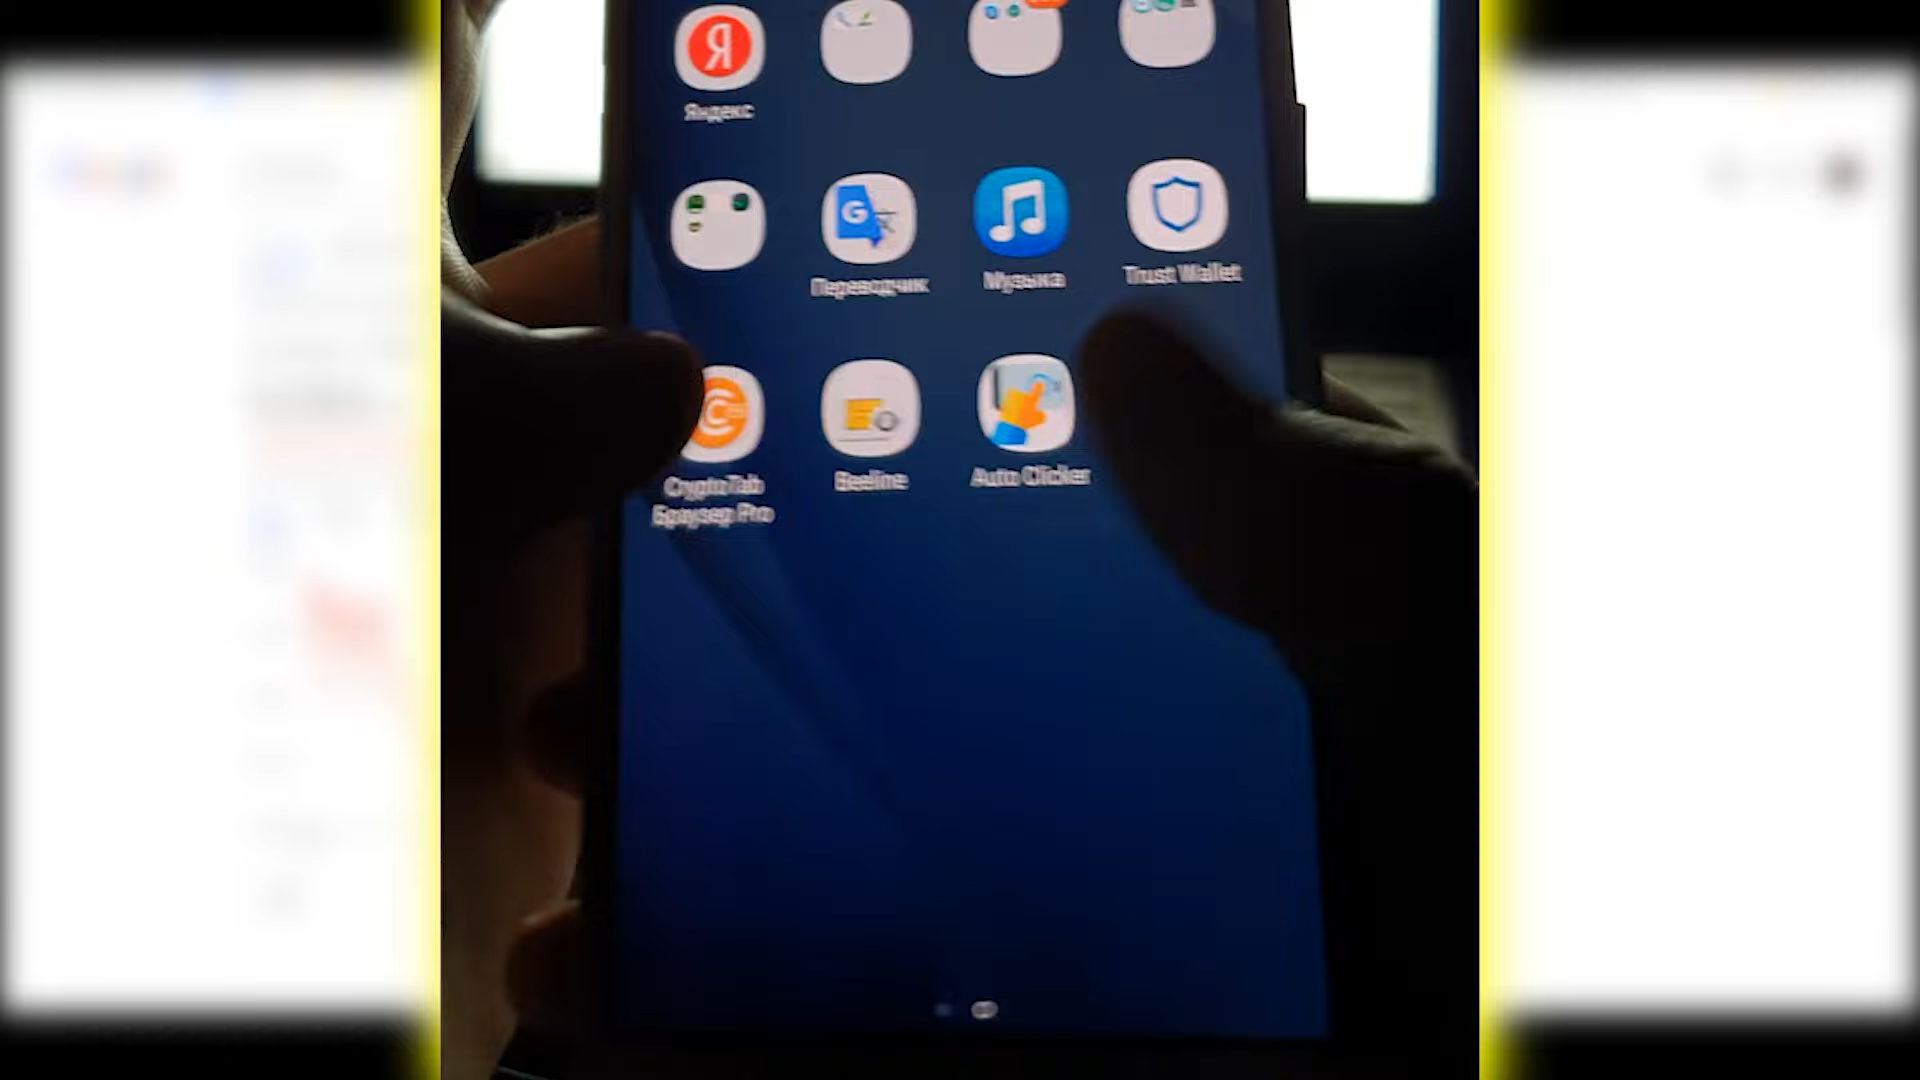 Я
Яндекс
G
Переводчик
Музыка
Trust Wallet
C
CryptoTab
Браузер Pro
Beeline
Auto Clicker